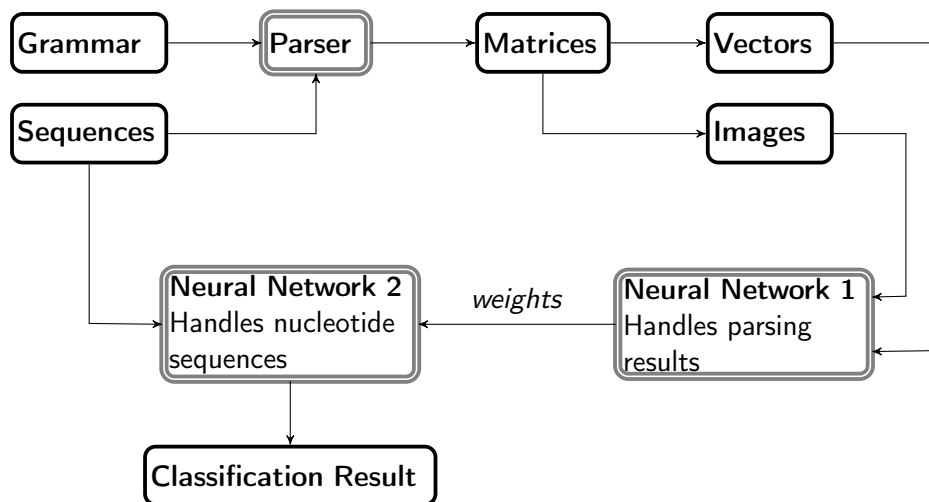 Grammar
Parser
Matrices
Vectors
Sequences
Images
Neural Network 2
Handles nucleotide
sequences
weights
Neural Network 1
Handles parsing
results
Classification Result